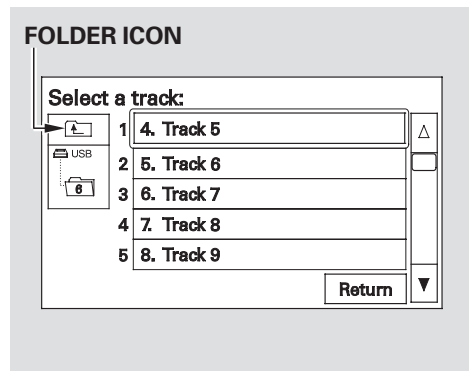 FOLDER ICON
Select a track:
1 4. Track 5
USB
2 5. Track 6
6
3 6. Track 7
4 7. Track 8
5 8. Track 9
Return